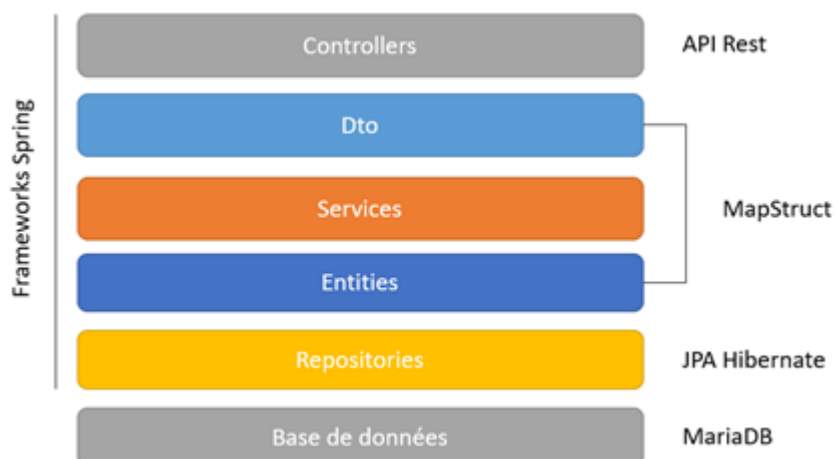 Frameworks Spring
Controllers
API Rest
Dto
Services
MapStruct
Entities
Repositories
JPA Hibernate
Base de données
MariaDB